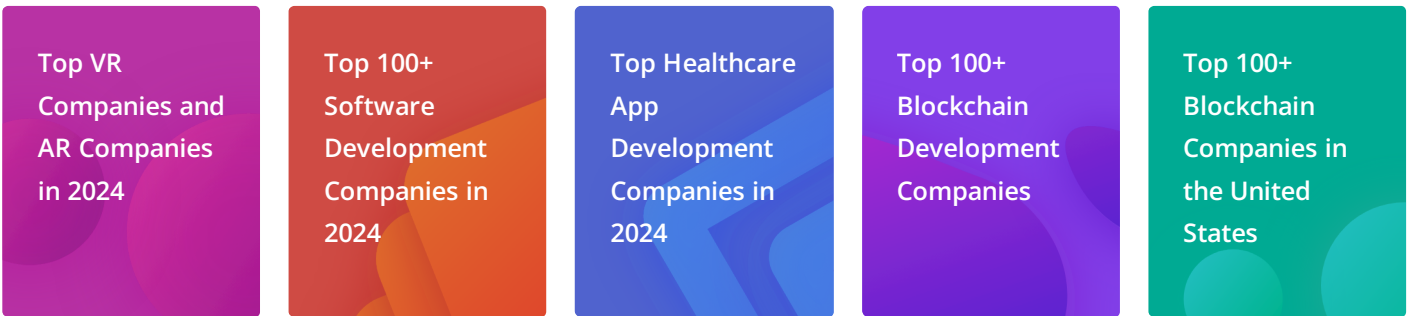 Top VR
Companies and
AR Companies
in 2024
Top 100+
Software
Development
Companies in
2024
Top Healthcare
App
Development
Companies in
2024
Top 100+
Blockchain
Development
Companies
Top 100+
Blockchain
Companies in
the United
States